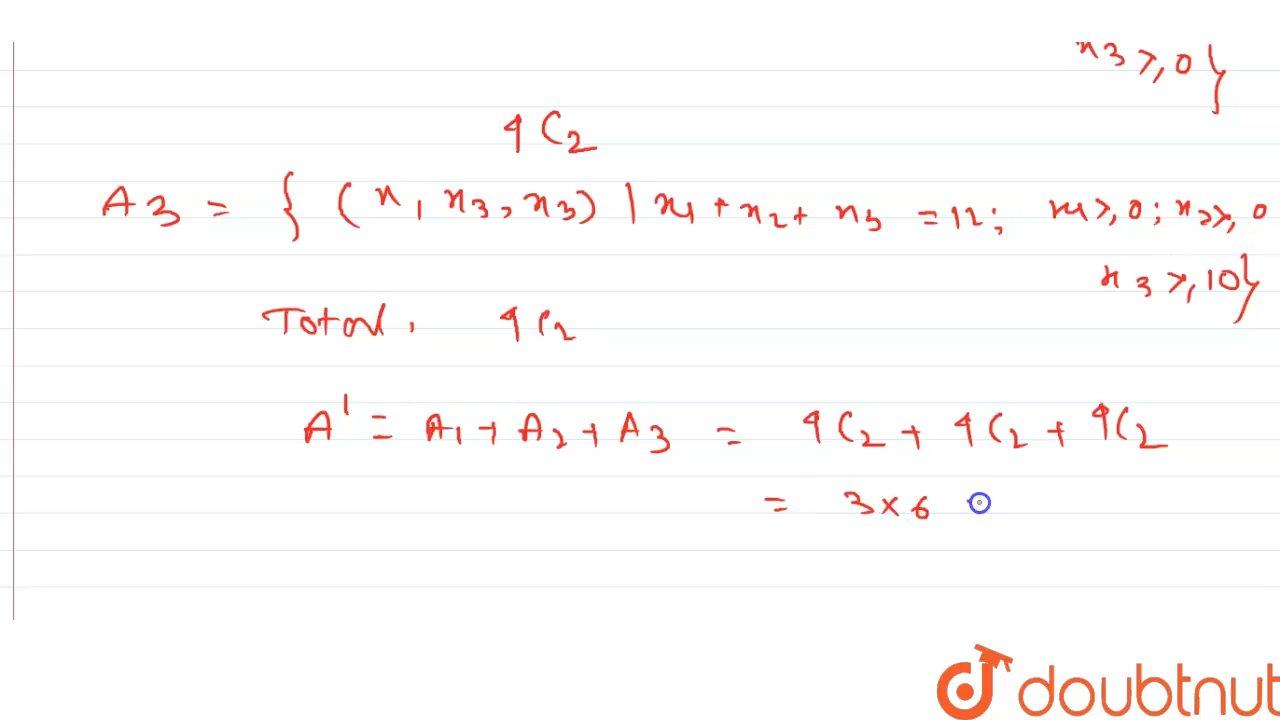 x3 ≥, 0}
4C2
A3 = { (x1 x3, x3) | x1 + x2 + x3 = 12; x1 ≥, 0; x2 ≥, 0
x3 ≥, 10}
Total, 4C2
A' = A1 + A2 + A3 = 4C2 + 4C2 + 4C2
= 3 × 6
doubtnut